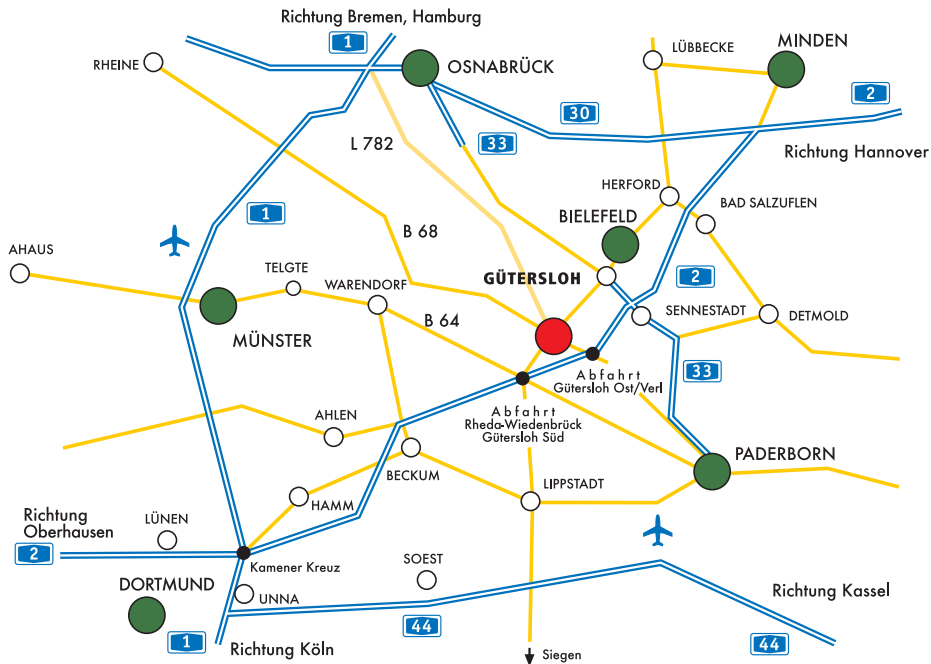 Richtung Bremen, Hamburg
1
RHEINE
OSNABRÜCK
LÜBBECKE
MINDEN
2
30
33
L 782
Richtung Hannover
HERFORD
BAD SALZUFLEN
1
BIELEFELD
B 68
AHAUS
TELGTE
WARENDORF
GÜTERSLOH
2
SENNESTADT
DETMOLD
B 64
MÜNSTER
33
Abfahrt
Gütersloh Ost/Verl
Abfahrt
Rheda-Wiedenbrück
Gütersloh Süd
AHLEN
BECKUM
PADERBORN
LIPPSTADT
HAMM
Richtung
Oberhausen
2
LÜNEN
Kamener Kreuz
SOEST
DORTMUND
UNNA
Richtung Kassel
44
44
1
Richtung Köln
Siegen